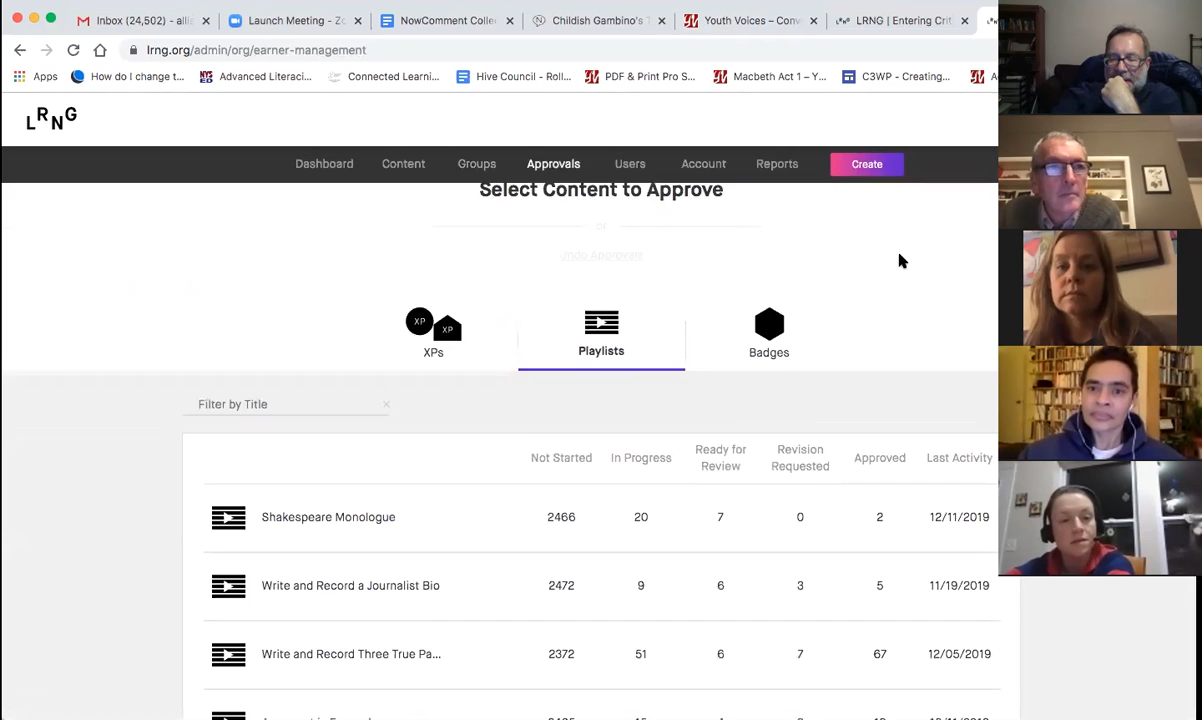 Inbox (24,502) - alli
Launch Meeting - Zo
NowComment Collec
Childish Gambino's T
Youth Voices – Conv
LRNG | Entering Crit
lrng.org/admin/org/earner-management
Apps
How do I change t...
Advanced Literaci...
Connected Learni...
Hive Council - Roll...
PDF & Print Pro S...
Macbeth Act 1 – Y...
C3WP - Creating...
LRNG
Dashboard
Content
Groups
Approvals
Users
Account
Reports
Create
Select Content to Approve
or
Undo Approvals
XP
XP
XPs
Playlists
Badges
Filter by Title
Not Started
In Progress
Ready for
Review
Revision
Requested
Approved
Last Activity
Shakespeare Monologue 2466 20 7 0 2 12/11/2019
Write and Record a Journalist Bio 2472 9 6 3 5 11/19/2019
Write and Record Three True Pa... 2372 51 6 7 67 12/05/2019